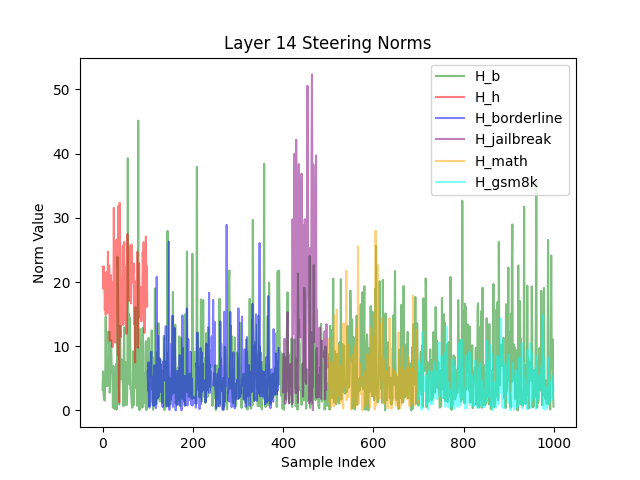 Layer 14 Steering Norms
Norm Value
50
40
30
20
10
0
H_b
H_h
H_borderline
H_jailbreak
H_math
H_gsm8k
0 200 400 600 800 1000
Sample Index